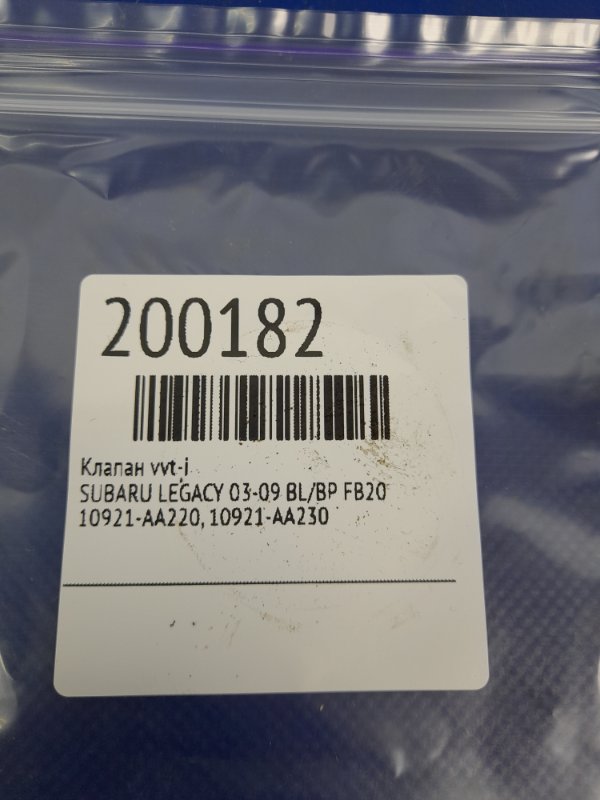 200182
Клапан vvt-i
SUBARU LEGACY 03-09 BL/BP FB20
10921-AA220, 10921-AA230